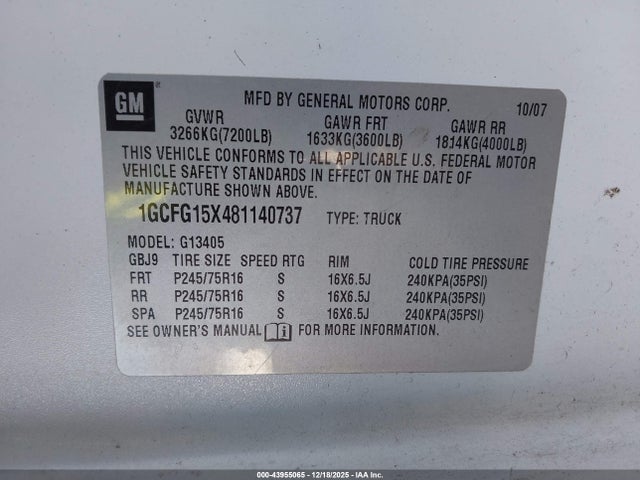 GM
MFD BY GENERAL MOTORS CORP. 10/07
GVWR GAWR FRT GAWR RR
3266KG(7200LB) 1633KG(3600LB) 1814KG(4000LB)
THIS VEHICLE CONFORMS TO ALL APPLICABLE U.S. FEDERAL MOTOR
VEHICLE SAFETY STANDARDS IN EFFECT ON THE DATE OF
MANUFACTURE SHOWN ABOVE.
1GCFG15X481140737 TYPE: TRUCK
MODEL: G13405
GBJ9 TIRE SIZE SPEED RTG RIM COLD TIRE PRESSURE
FRT P245/75R16 S 16X6.5J 240KPA(35PSI)
RR P245/75R16 S 16X6.5J 240KPA(35PSI)
SPA P245/75R16 S 16X6.5J 240KPA(35PSI)
SEE OWNER'S MANUAL FOR MORE INFORMATION.
000-43955065 - 12/18/2025 - IAA Inc.